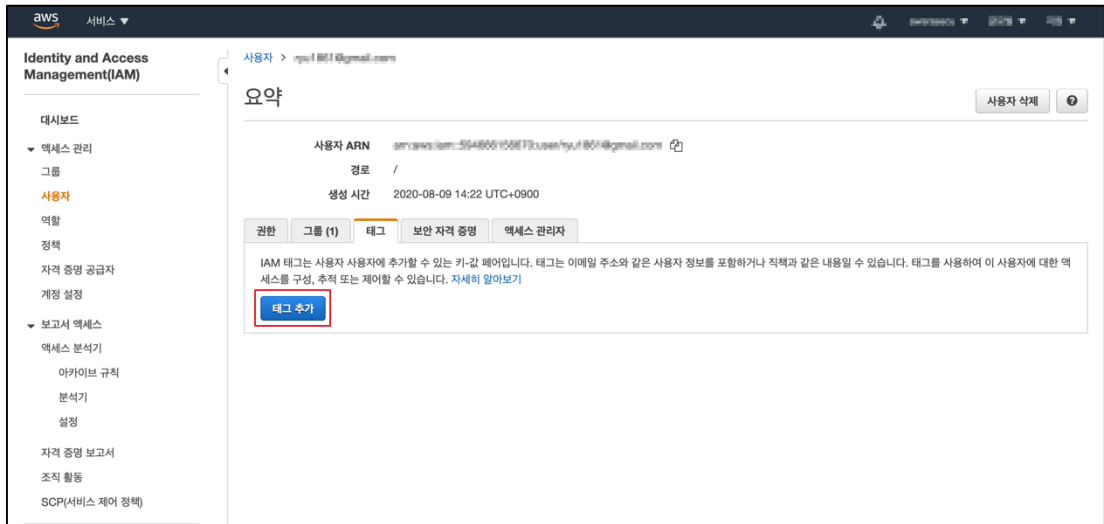 aws 서비스 ▼
Identity and Access
Management(IAM)
대시보드
액세스 관리
그룹
사용자
역할
정책
자격 증명 공급자
계정 설정
보고서 액세스
액세스 분석기
아카이브 규칙
분석기
설정
자격 증명 보고서
조직 활동
SCP(서비스 제어 정책)
사용자 >
요약
사용자 삭제
사용자 ARN
경로 /
생성 시간 2020-08-09 14:22 UTC+0900
권한 그룹 (1) 태그 보안 자격 증명 액세스 관리자
IAM 태그는 사용자 사용자에 추가할 수 있는 키-값 페어입니다. 태그는 이메일 주소와 같은 사용자 정보를 포함하거나 직책과 같은 내용일 수 있습니다. 태그를 사용하여 이 사용자에 대한 액
세스를 구성, 추적 또는 제어할 수 있습니다. 자세히 알아보기
태그 추가